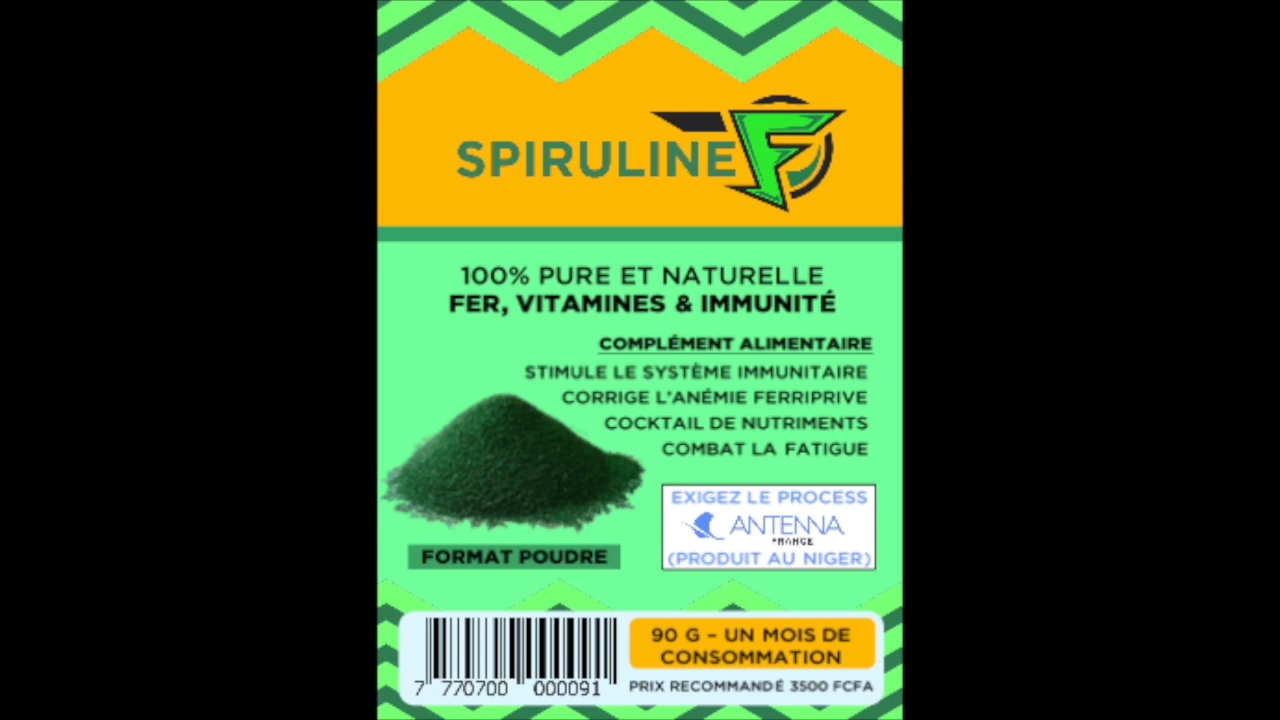 SPIRULINE F
100% PURE ET NATURELLE
FER, VITAMINES & IMMUNITÉ
COMPLÉMENT ALIMENTAIRE
STIMULE LE SYSTÈME IMMUNITAIRE
CORRIGE L'ANÉMIE FERRIPRIVE
COCKTAIL DE NUTRIMENTS
COMBAT LA FATIGUE
EXIGEZ LE PROCESS
ANTENNA
FRANCE
(PRODUIT AU NIGER)
FORMAT POUDRE
90 G – UN MOIS DE
CONSOMMATION
7 770700 000091
PRIX RECOMMANDÉ 3500 FCFA